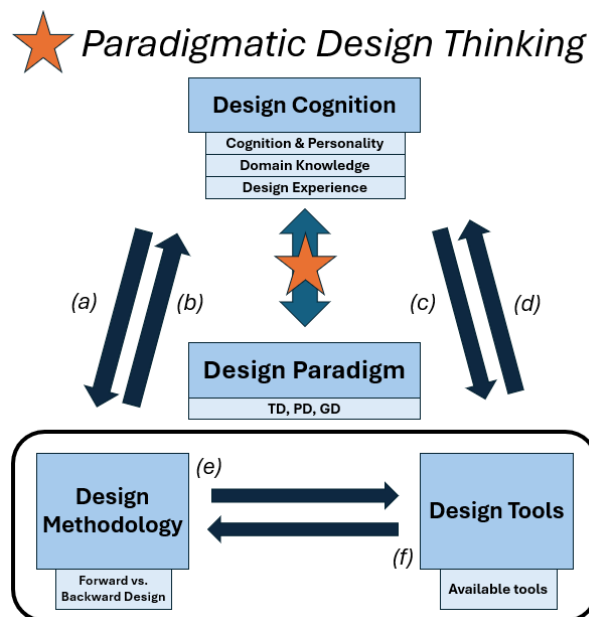 Paradigmatic Design Thinking
Design Cognition
Cognition & Personality
Domain Knowledge
Design Experience
(a)
(b)
(c)
(d)
Design Paradigm
TD, PD, GD
Design
Methodology
Forward vs.
Backward Design
(e)
(f)
Design Tools
Available tools